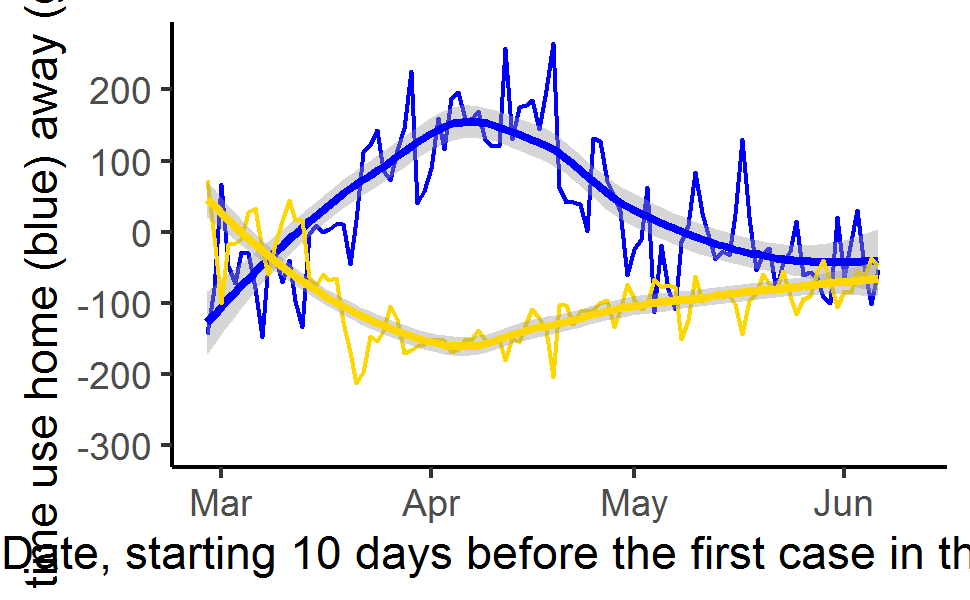 time use home (blue) away (
200
100
0
-100
-200
-300
Mar Apr May Jun
Date, starting 10 days before the first case in th